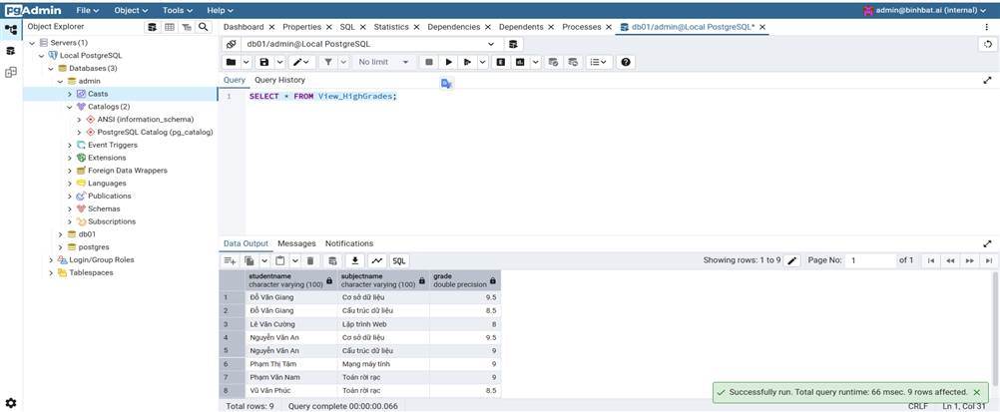 pgAdmin File Object Tools Help admin@binhbat.ai (internal)
Object Explorer
Dashboard Properties SQL Statistics Dependencies Dependents Processes db01/admin@Local PostgreSQL*
Servers (1)
Local PostgreSQL
Databases (3)
admin
Casts
Catalogs (2)
ANSI (information_schema)
PostgreSQL Catalog (pg_catalog)
Event Triggers
Extensions
Foreign Data Wrappers
Languages
Publications
Schemas
Subscriptions
db01
postgres
Login/Group Roles
Tablespaces
db01/admin@Local PostgreSQL
No limit
Query Query History
1 SELECT * FROM View_HighGrades;
Data Output Messages Notifications
SQL Showing rows: 1 to 9 Page No: 1 of 1
studentname subjectname grade
character varying (100) character varying (100) double precision
1 Đỗ Văn Giang Cơ sở dữ liệu 9.5
2 Đỗ Văn Giang Cấu trúc dữ liệu 8.5
3 Lê Văn Cường Lập trình Web 8
4 Nguyễn Văn An Cơ sở dữ liệu 9.5
5 Nguyễn Văn An Cấu trúc dữ liệu 9
6 Phạm Thị Tâm Mạng máy tính 9
7 Phạm Văn Nam Toán rời rạc 9
8 Vũ Văn Phúc Toán rời rạc 8.5
Successfully run. Total query runtime: 66 msec. 9 rows affected.
Total rows: 9 Query complete 00:00:00.066 CRLF Ln 1, Col 31